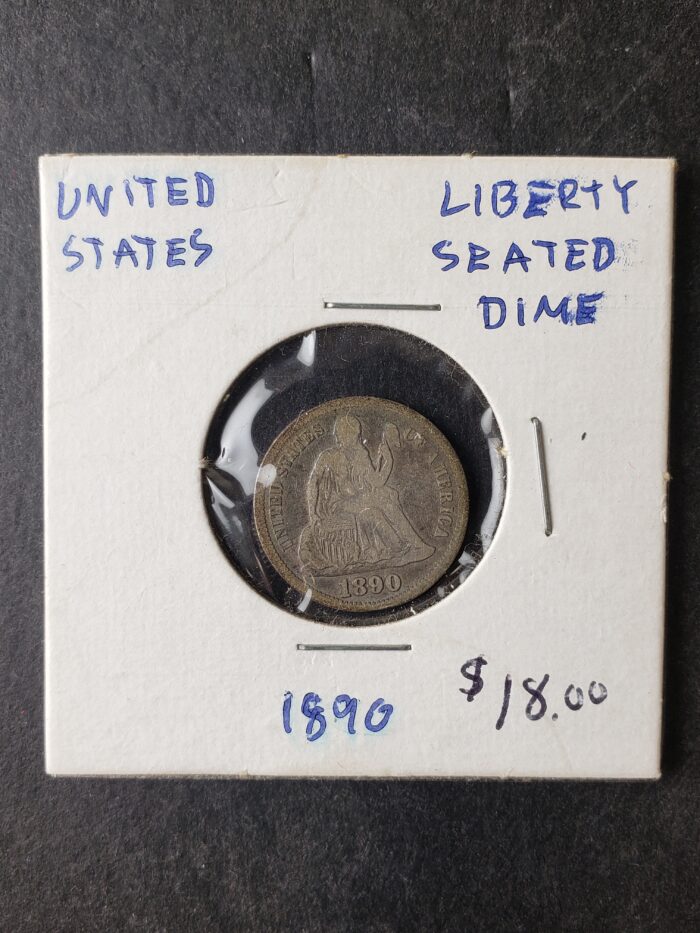 UNITED
STATES
LIBERTY
SEATED
DIME
UNITED STATES OF AMERICA
1890
1890
$18.00